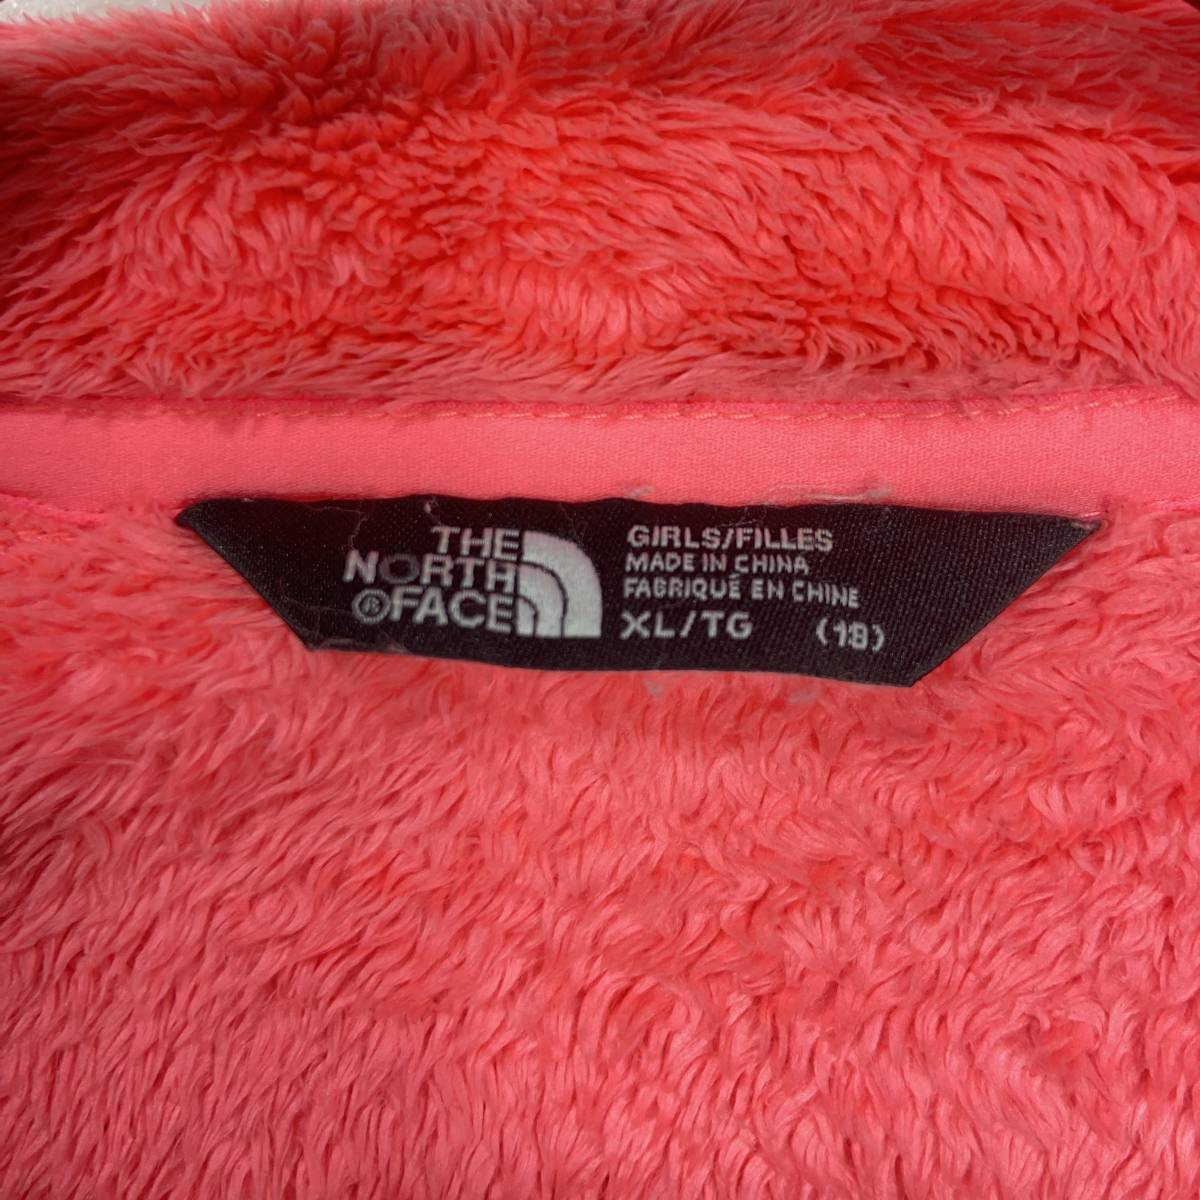 THE
NORTH
®FACE
GIRLS/FILLES
MADE IN CHINA
FABRIQUÉ EN CHINE
XL/TG (18)